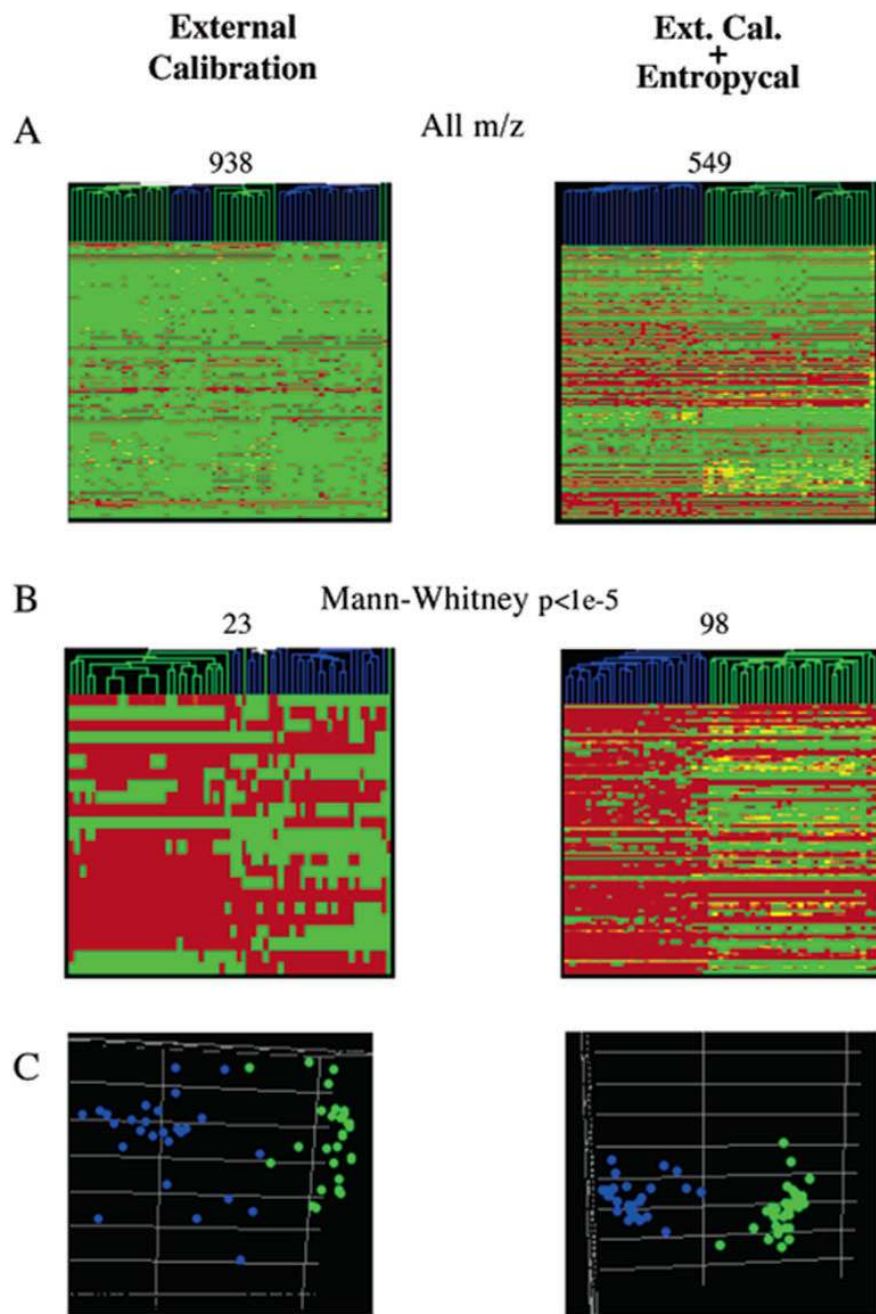 External
Calibration
Ext. Cal.
+
Entropycal
A
All m/z
938
549
B
Mann-Whitney p<1e-5
23
98
C